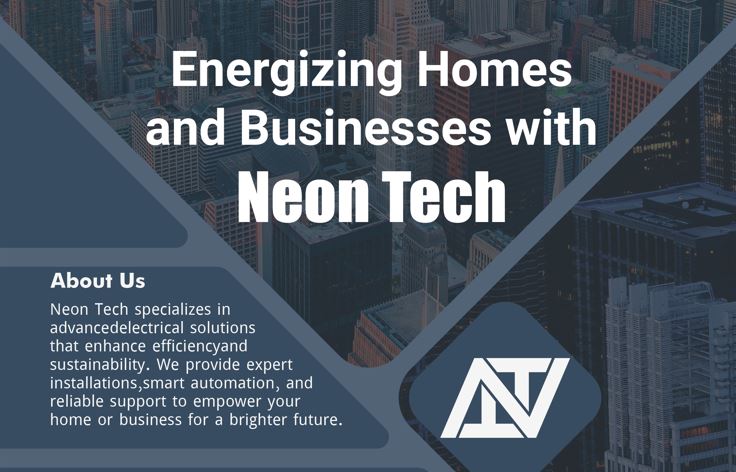 Energizing Homes
and Businesses with
Neon Tech
About Us
Neon Tech specializes in
advancedelectrical solutions
that enhance efficiencyand
sustainability. We provide expert
installations,smart automation, and
reliable support to empower your
home or business for a brighter future.
NT